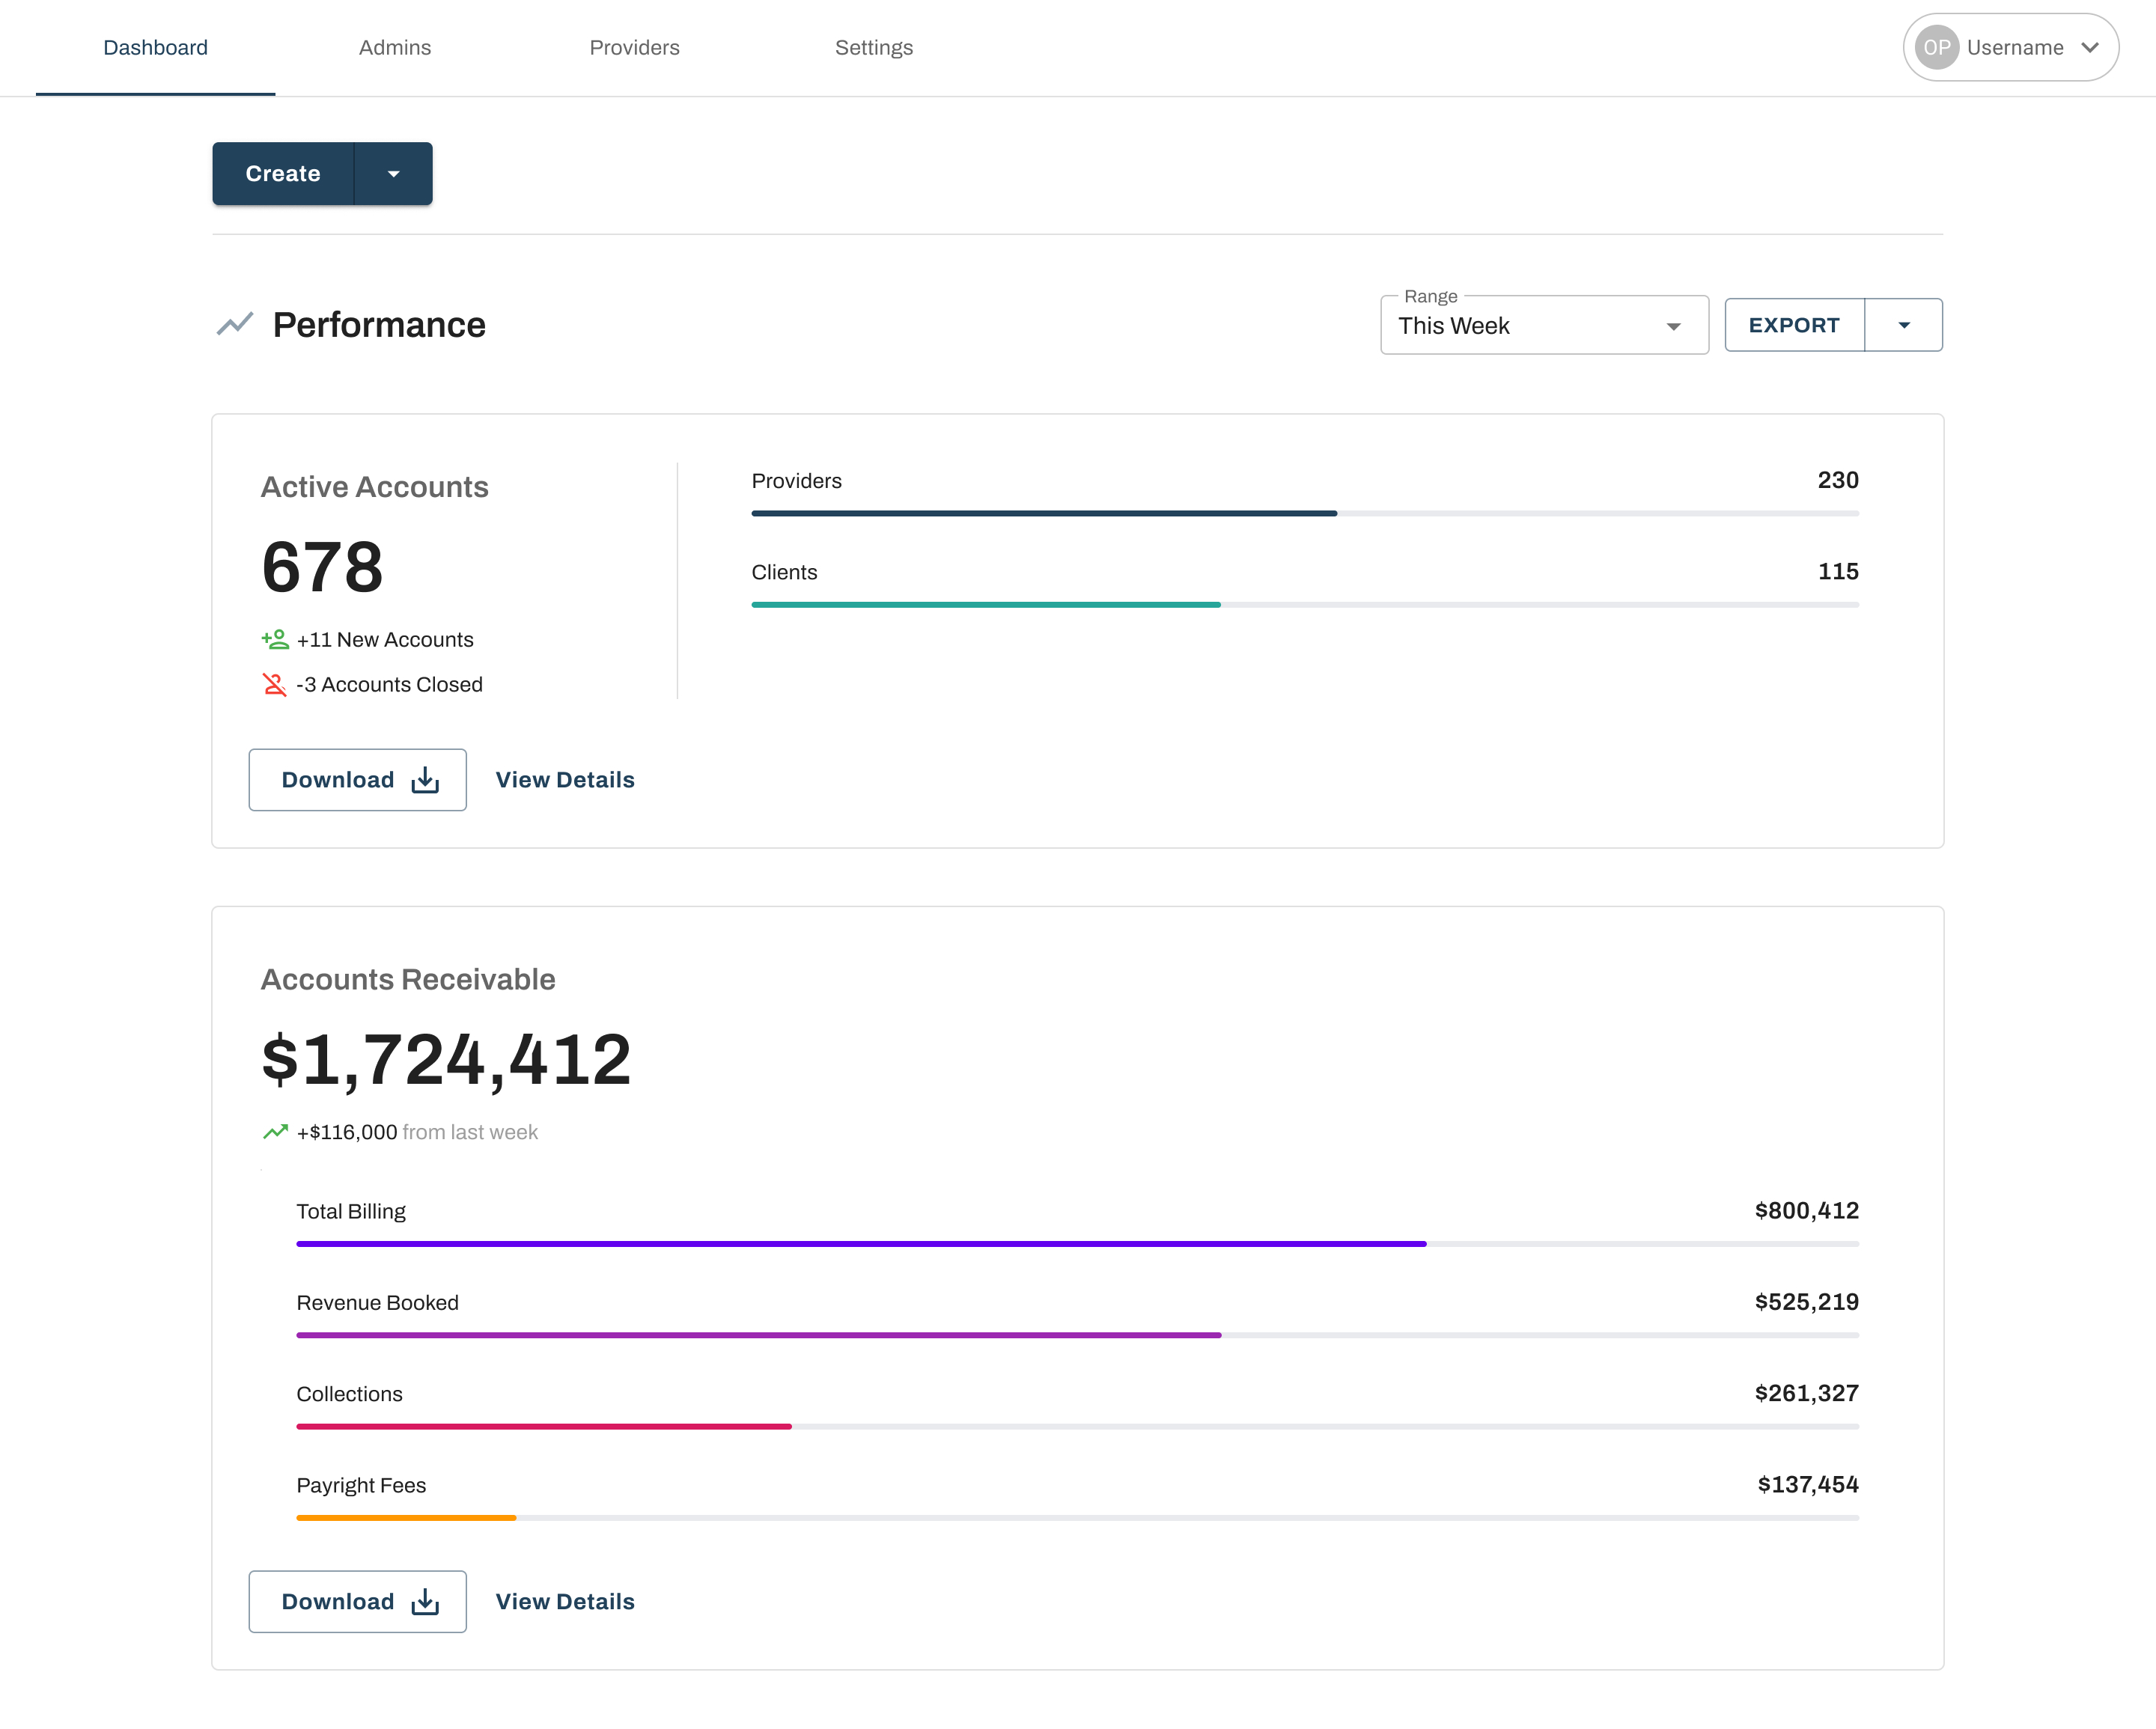 Dashboard Admins Providers Settings OP Username
Create
Performance
Range
This Week
EXPORT
Active Accounts
678
+11 New Accounts
-3 Accounts Closed
Providers 230
Clients 115
Download View Details
Accounts Receivable
$1,724,412
+$116,000 from last week
Total Billing $800,412
Revenue Booked $525,219
Collections $261,327
Payright Fees $137,454
Download View Details